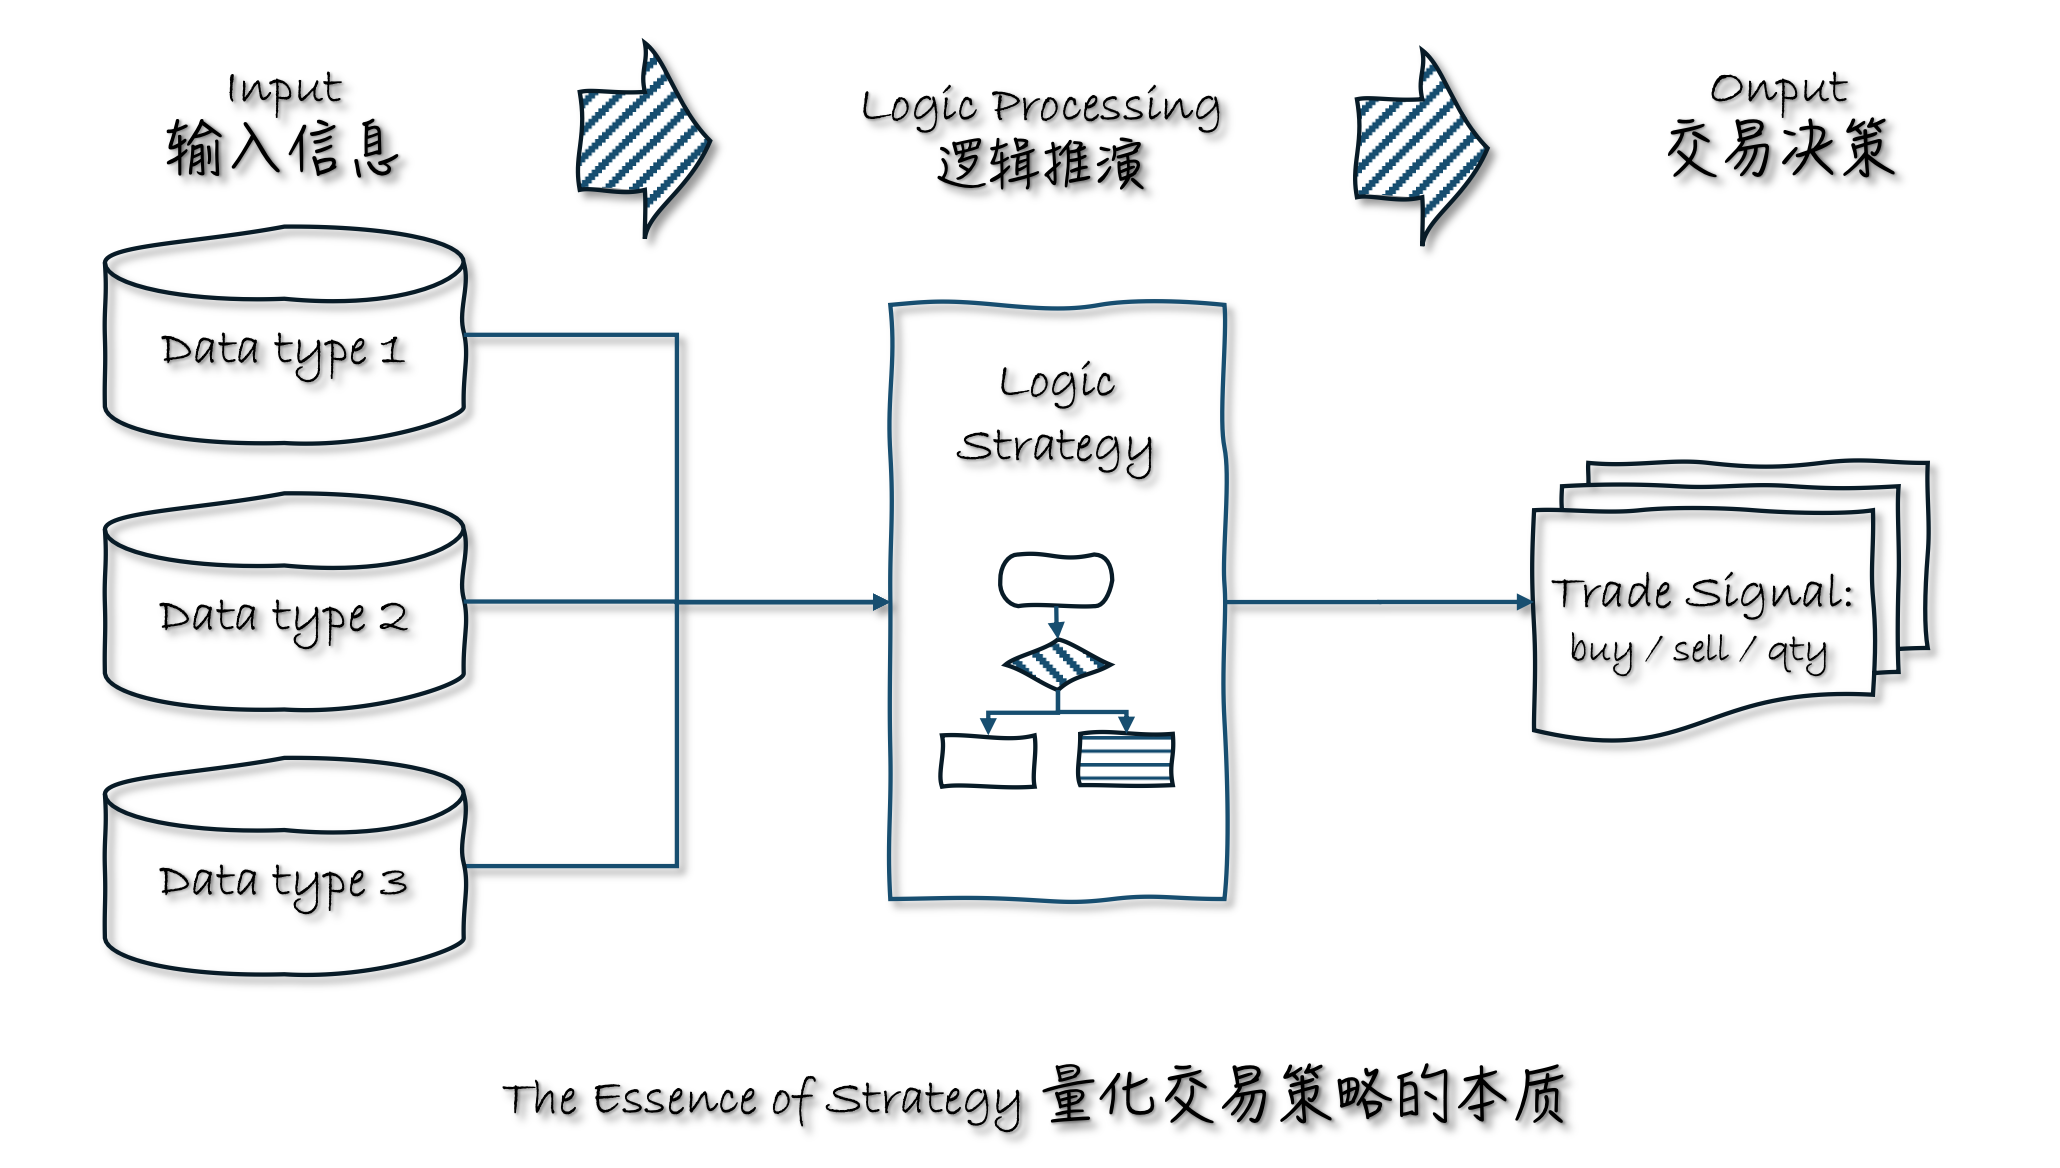 Input
输入信息
Logic Processing
逻辑推演
Onput
交易决策
Data type 1
Data type 2
Data type 3
Logic
Strategy
Trade Signal:
buy / sell / qty
The Essence of Strategy 量化交易策略的本质